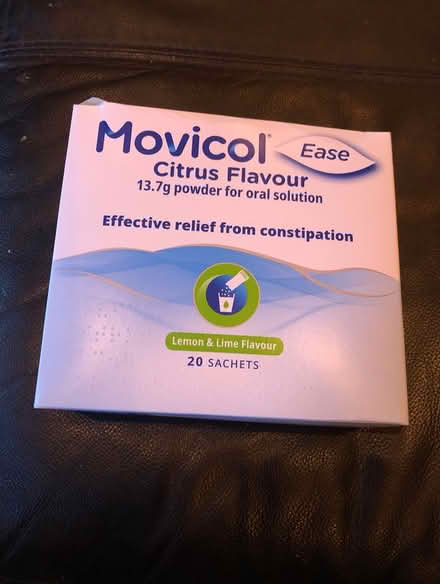 Movicol® Ease
Citrus Flavour
13.7g powder for oral solution
Effective relief from constipation
Lemon & Lime Flavour
20 SACHETS